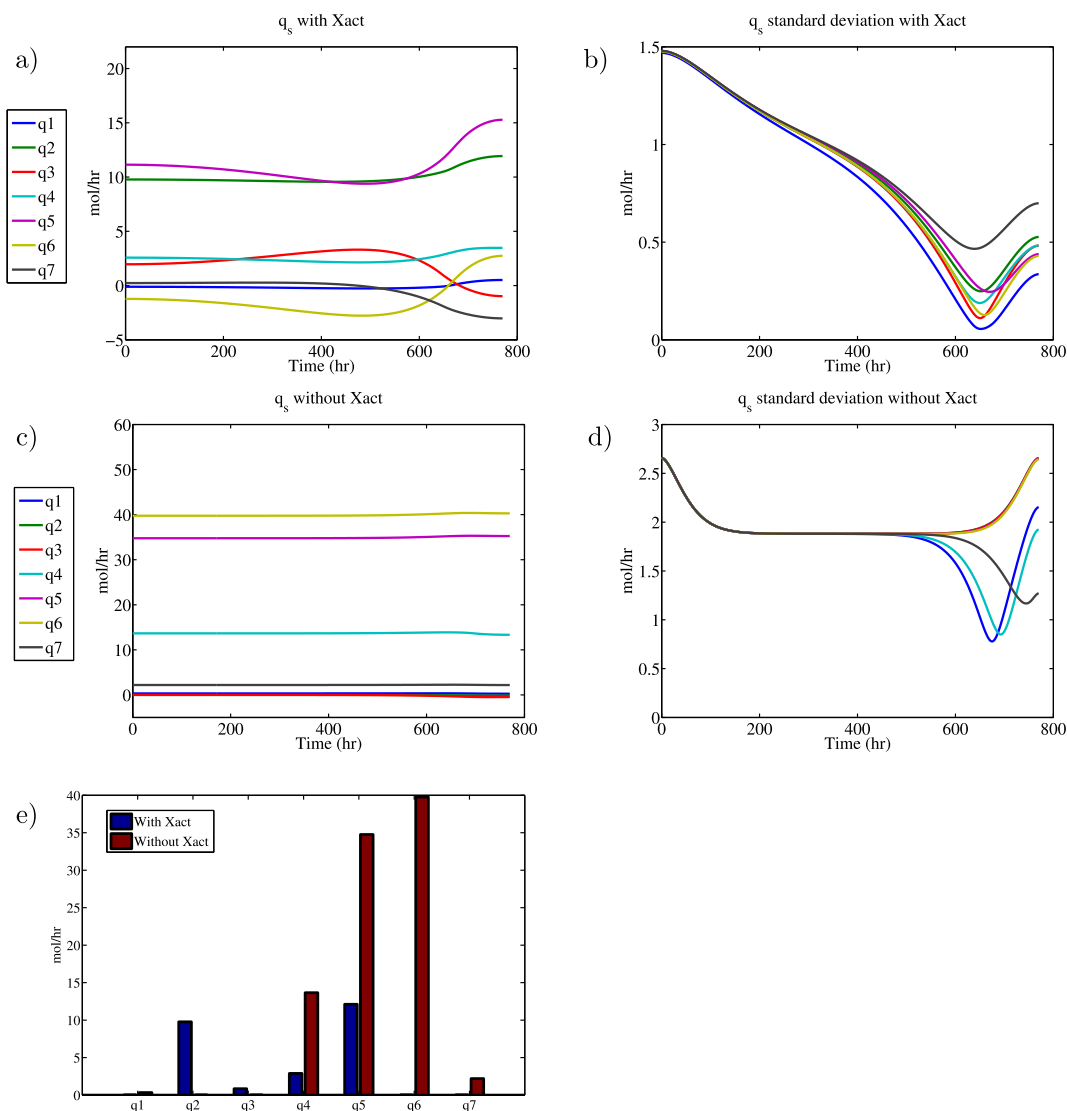 q_s with Xact
a)
22
20
15
10
5
0
−5
mol/hr
0 200 400 600 800
Time (hr)
q1
q2
q3
q4
q5
q6
q7
q_s standard deviation with Xact
b)
1.5
1
0.5
0
mol/hr
0 200 400 600 800
Time (hr)
q_s without Xact
c)
60
50
40
30
20
10
0
mol/hr
0 200 400 600 800
Time (hr)
q1
q2
q3
q4
q5
q6
q7
q_s standard deviation without Xact
d)
3
2.5
2
1.5
1
0.5
0
mol/hr
0 200 400 600 800
Time (hr)
e)
40
35
30
25
20
15
10
5
0
mol/hr
With Xact
Without Xact
q1 q2 q3 q4 q5 q6 q7